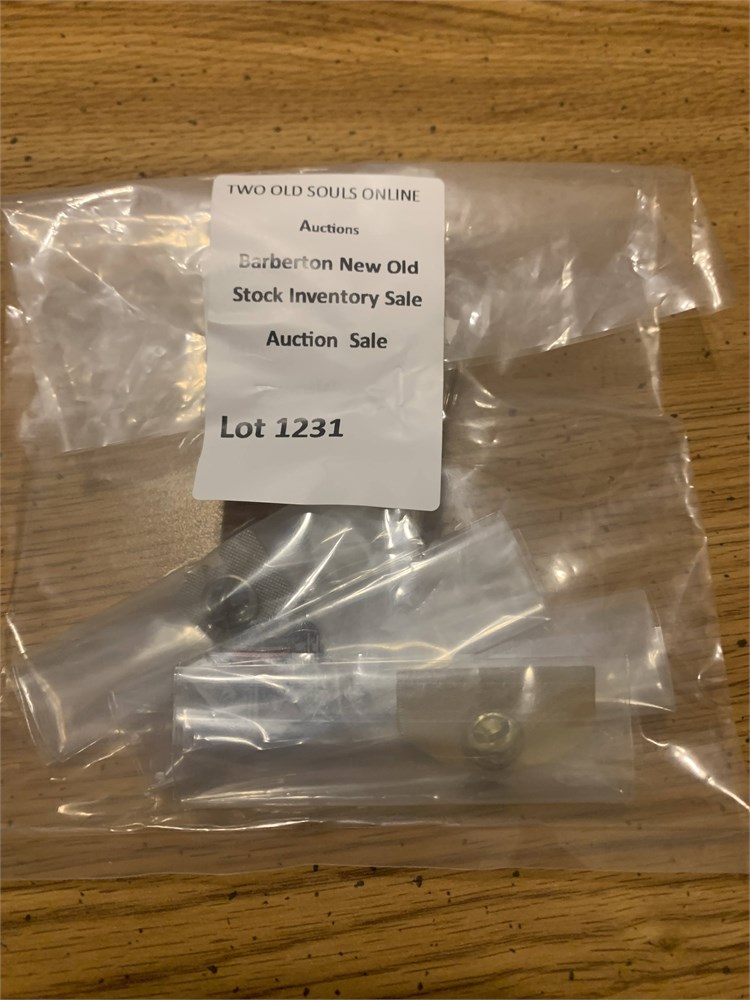 TWO OLD SOULS ONLINE
Auctions
Barberton New Old
Stock Inventory Sale
Auction Sale
Lot 1231